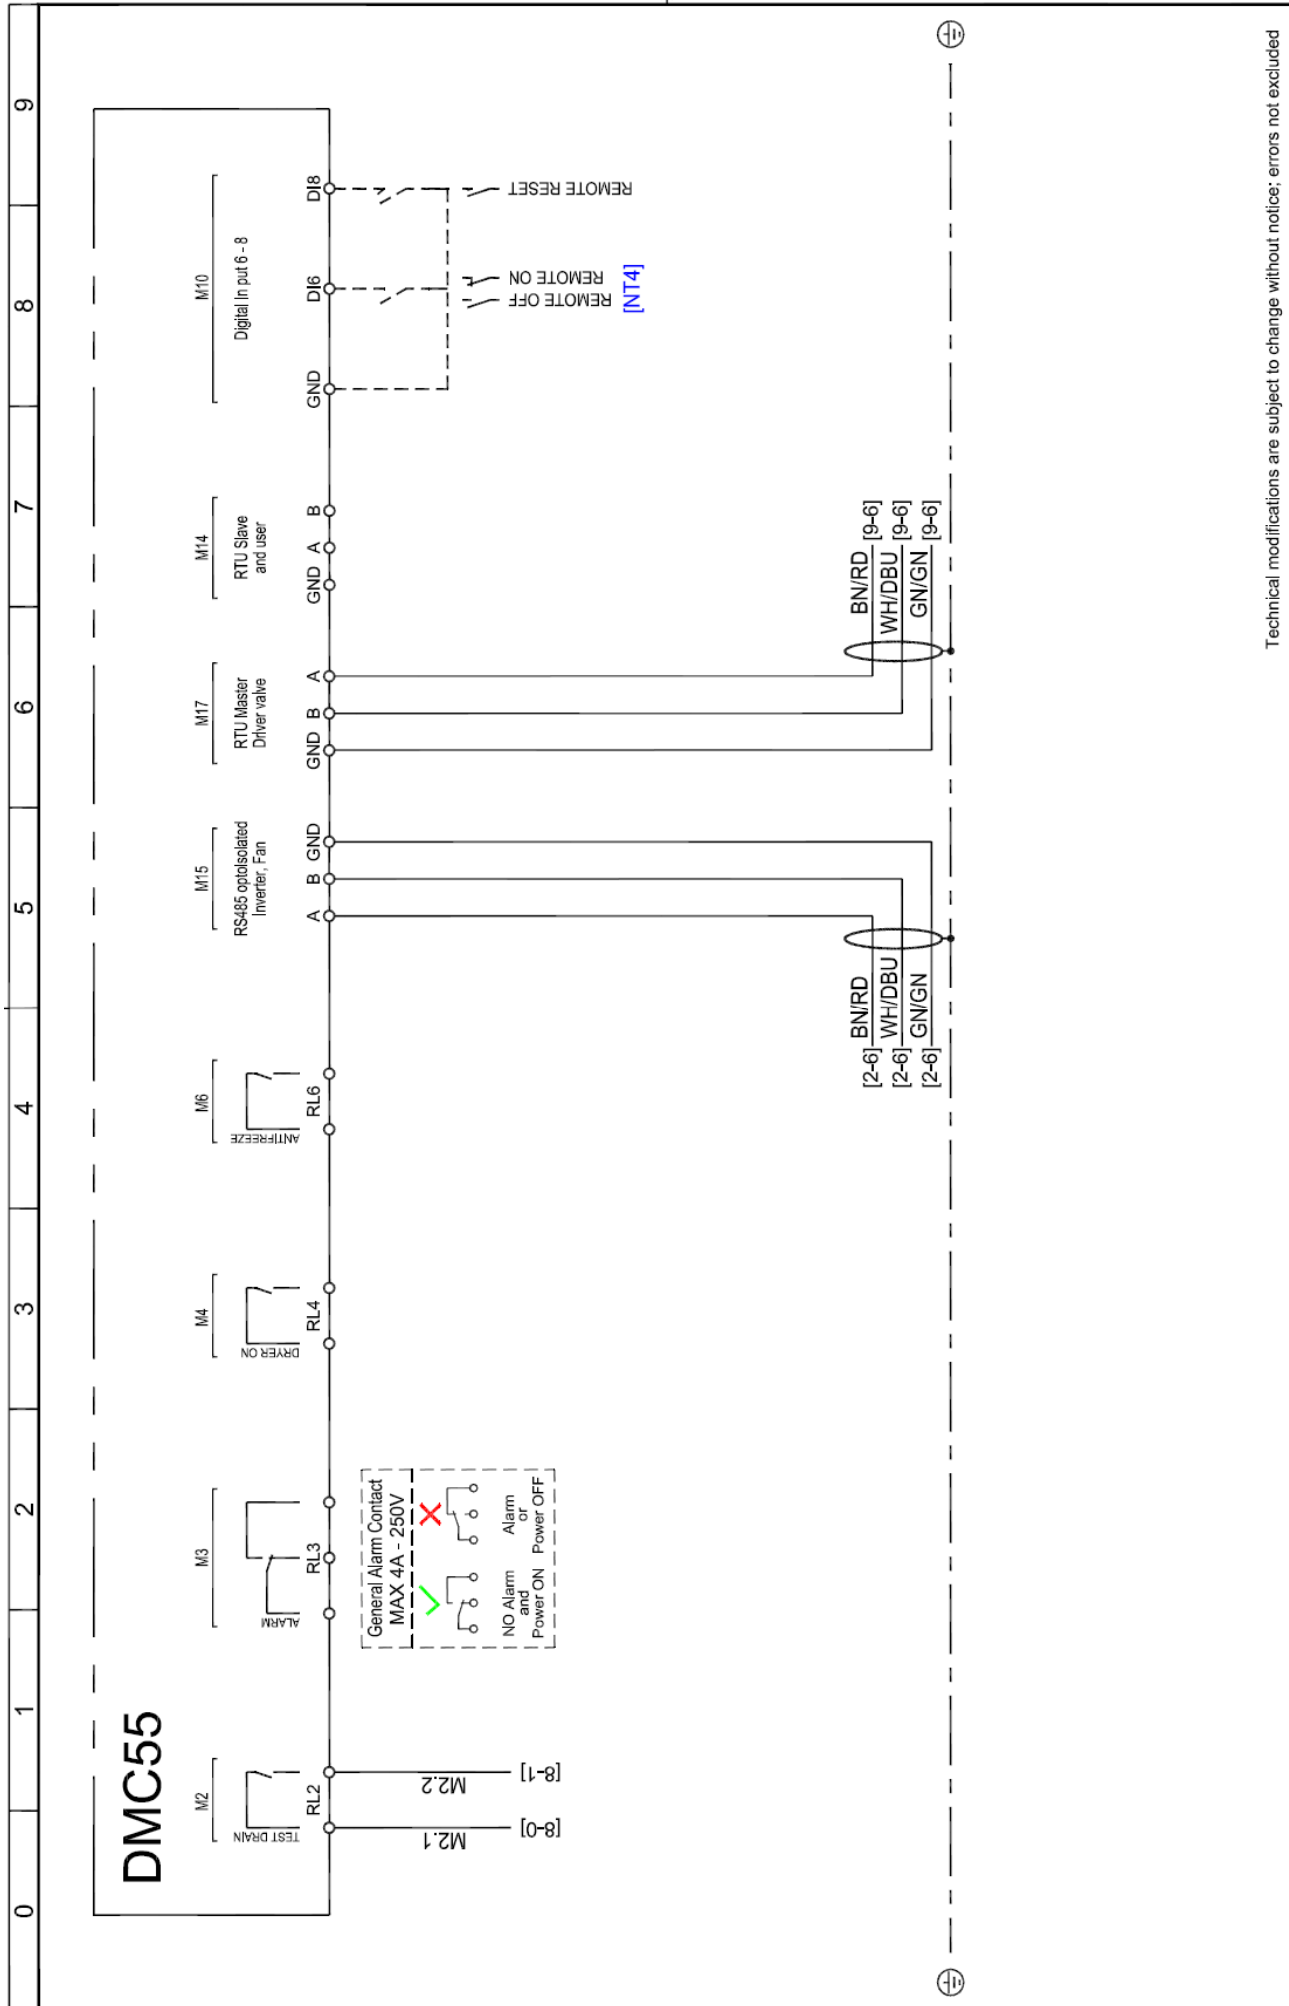 0 1 2 3 4 5 6 7 8 9
DMC55
M2
TEST DRAIN
RL2
M2.1
[8-0]
M2.2
[8-1]
M3
ALARM
RL3
General Alarm Contact
MAX 4A - 250V
NO Alarm
and
Power ON
Alarm
or
Power OFF
M4
DRYER ON
RL4
M6
ANTIFREEZE
RL6
M15
RS485 optoisolated
Inverter, Fan
A B GND
[2-6] BN/RD
[2-6] WH/DBU
[2-6] GN/GN
M17
RTU Master
Driver valve
GND B A
BN/RD [9-6]
WH/DBU [9-6]
GN/GN [9-6]
M14
RTU Slave
and user
GND A B
M10
Digital In put 6 - 8
GND DI6 DI8
REMOTE OFF
REMOTE ON
[NT4]
REMOTE RESET
Technical modifications are subject to change without notice; errors not excluded